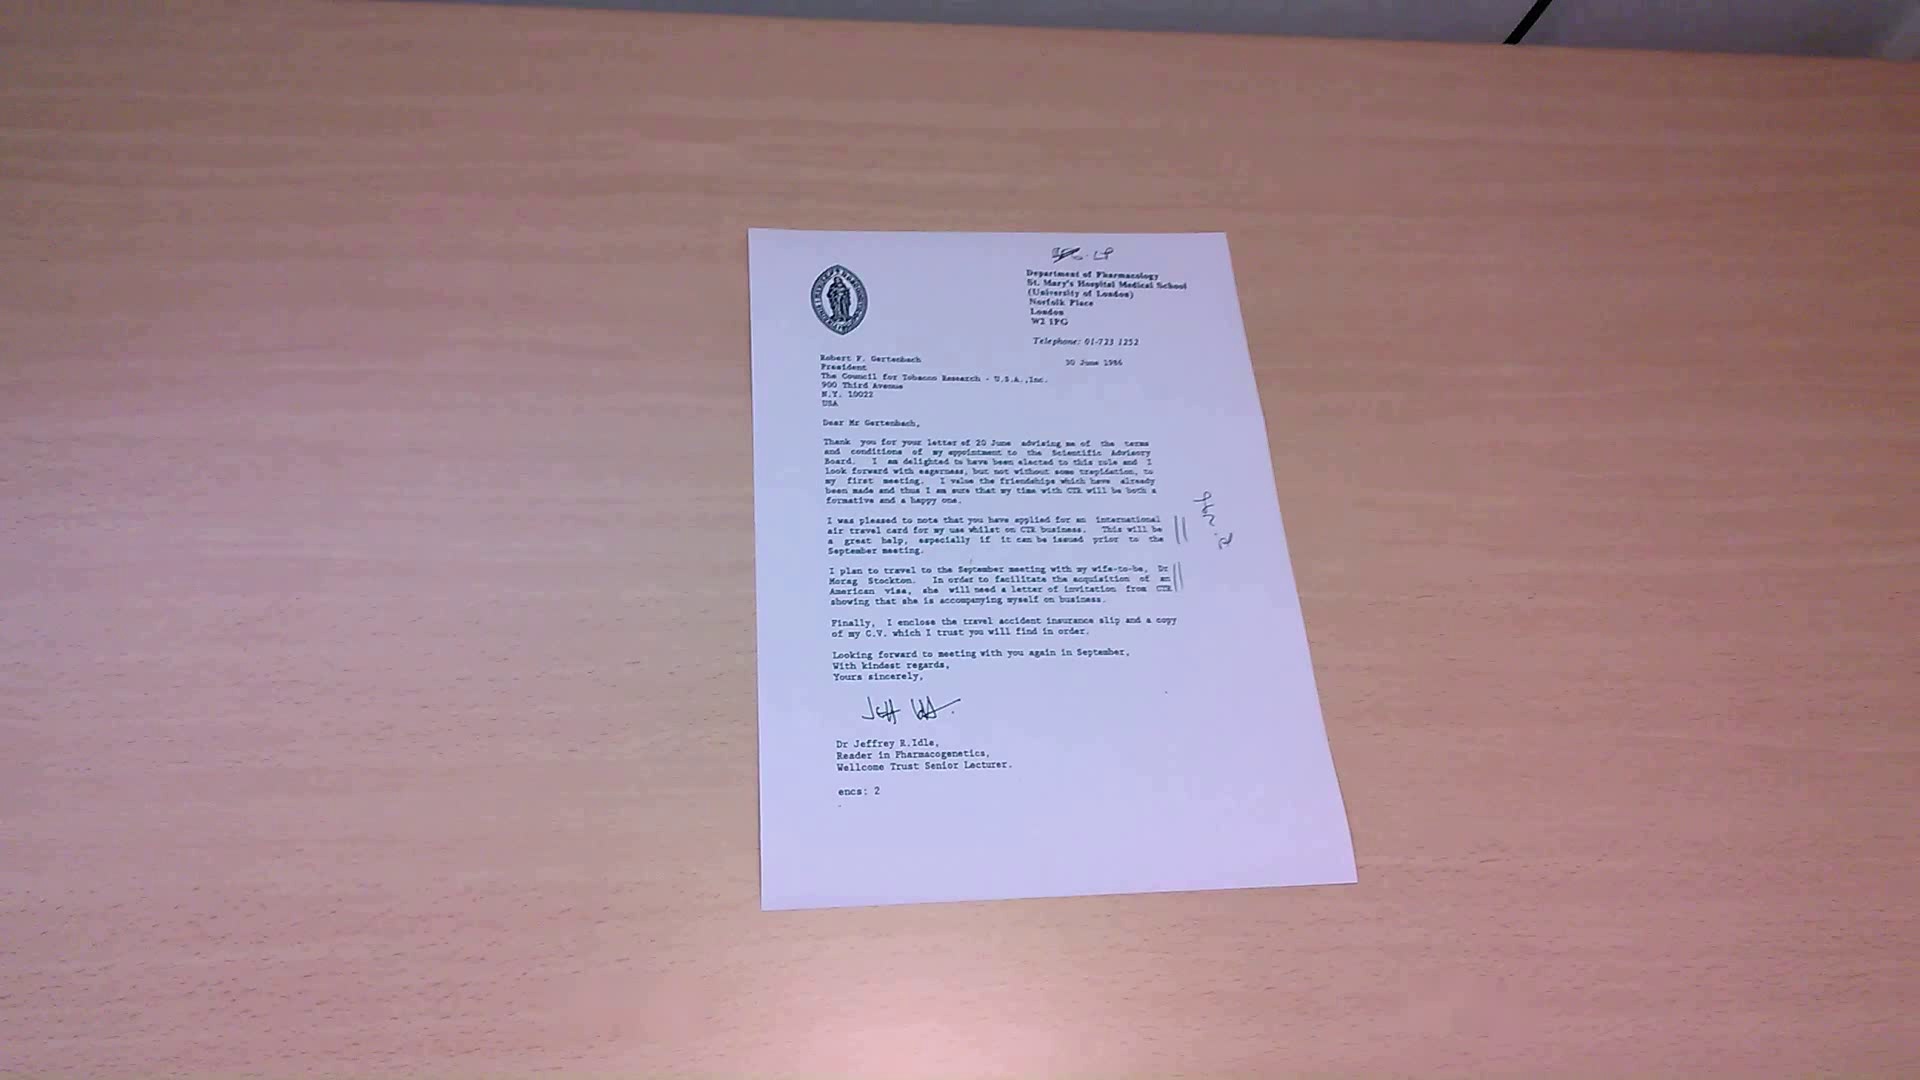 Department of Pharmacology
St. Mary's Hospital Medical School
(University of London)
Norfolk Place
London
W2 1PG
Telephone: 01-723 1252
Robert F. Gertenbach
30 June 1986
President
The Council for Tobacco Research - U.S.A.,Inc.
900 Third Avenue
N.Y. 10022
USA
Dear Mr Gertenbach,
Thank you for your letter of 20 June advising me of the terms
and conditions of my appointment to the Scientific Advisory
Board. I am delighted to have been elected to this role and I
look forward with eagerness, but not without some trepidation, to
my first meeting. I value the friendships which have already
been made and thus I am sure that my time with CTR will be both a
formative and a happy one.
I was pleased to note that you have applied for an international
air travel card for my use whilst on CTR business. This will be
a great help, especially if it can be issued prior to the
September meeting.
I plan to travel to the September meeting with my wife-to-be, Dr
Morag Stockton. In order to facilitate the acquisition of an
American visa, she will need a letter of invitation from CTR
showing that she is accompanying myself on business.
Finally, I enclose the travel accident insurance slip and a copy
of my C.V. which I trust you will find in order.
Looking forward to meeting with you again in September,
With kindest regards,
Yours sincerely,
Dr Jeffrey R.Idle,
Reader in Pharmacogenetics,
Wellcome Trust Senior Lecturer.
encs: 2